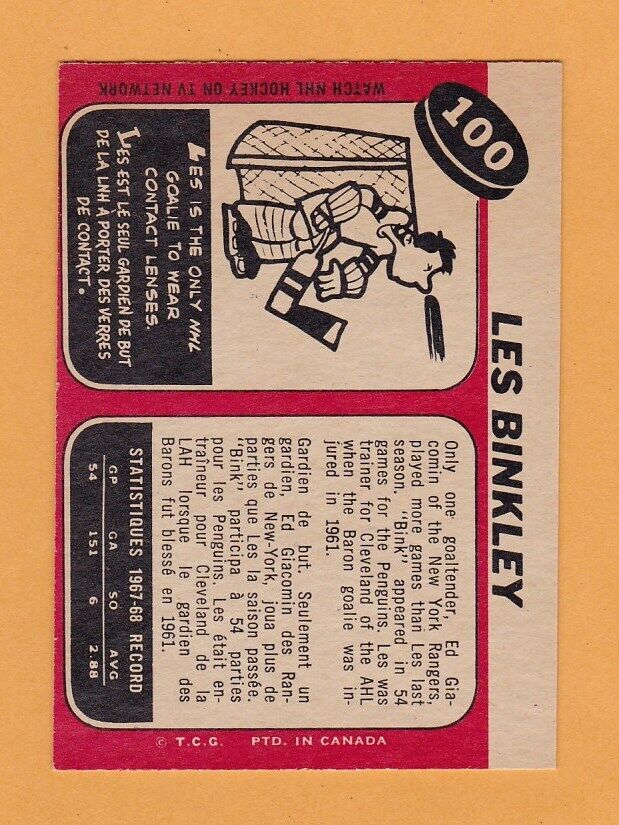 100
LES BINKLEY
WATCH NHL HOCKEY ON TV NETWORK
LES IS THE ONLY NHL
GOALIE TO WEAR
CONTACT LENSES.
LES EST LE SEUL GARDIEN DE BUT
DE LA LNH À PORTER DES VERRES
DE CONTACT.
Only one goaltender, Ed Gia-
comin of the New York Rangers,
played more games than Les last
season. "Bink" appeared in 54
games for the Penguins. Les was
trainer for Cleveland of the AHL
when the Baron goalie was in-
jured in 1961.
Gardien de but. Seulement un
gardien, Ed Giacomin des Ran-
gers de New-York, joua plus de
parties que Les la saison passée.
"Bink" participa à 54 parties
pour les Penguins. Les était en-
traîneur pour Cleveland de la
LAH lorsque le gardien des
Barons fut blessé en 1961.
STATISTIQUES 1967-68 RECORD
GP GA SO AVG
54 151 6 2.88
© T.C.G. PTD. IN CANADA